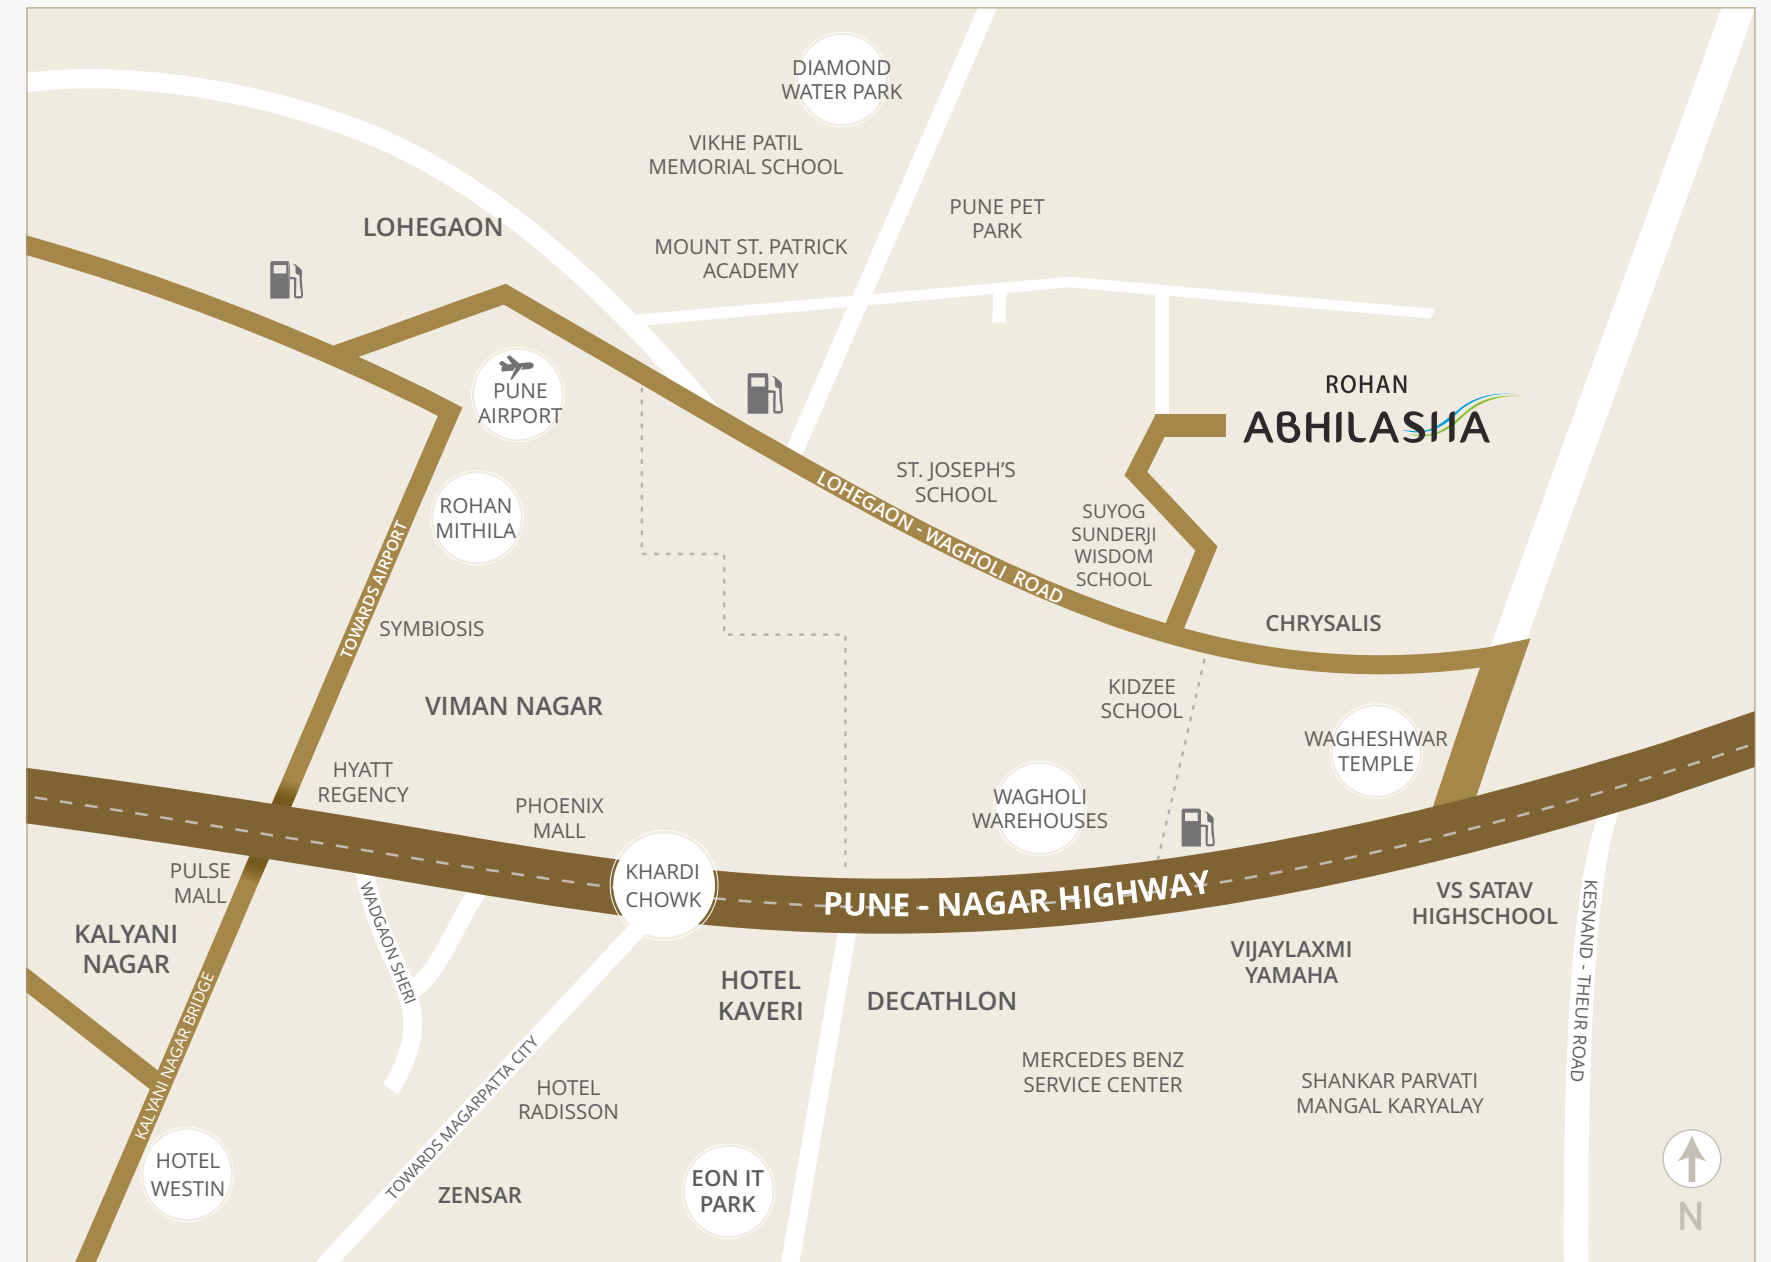 DIAMOND
WATER PARK
VIKHE PATIL
MEMORIAL SCHOOL
PUNE PET
PARK
LOHEGAON
MOUNT ST. PATRICK
ACADEMY
PUNE
AIRPORT
ROHAN
ABHILASHA
ST. JOSEPH'S
SCHOOL
LOHEGAON - WAGHOLI ROAD
ROHAN
MITHILA
SUYOG
SUNDERJI
WISDOM
SCHOOL
TOWARDS AIRPORT
SYMBIOSIS
CHRYSALIS
VIMAN NAGAR
KIDZEE
SCHOOL
WAGHESHWAR
TEMPLE
HYATT
REGENCY
PHOENIX
MALL
WAGHOLI
WAREHOUSES
PULSE
MALL
KHARDI
CHOWK
PUNE - NAGAR HIGHWAY
VS SATAV
HIGHSCHOOL
KALYANI
NAGAR
WADGAON SHERI
VIJAYLAXMI
YAMAHA
KESNAND - THEUR ROAD
HOTEL
KAVERI
DECATHLON
KALYANI NAGAR BRIDGE
TOWARDS MAGARPATTA CITY
HOTEL
RADISSON
MERCEDES BENZ
SERVICE CENTER
SHANKAR PARVATI
MANGAL KARYALAY
HOTEL
WESTIN
ZENSAR
EON IT
PARK
N